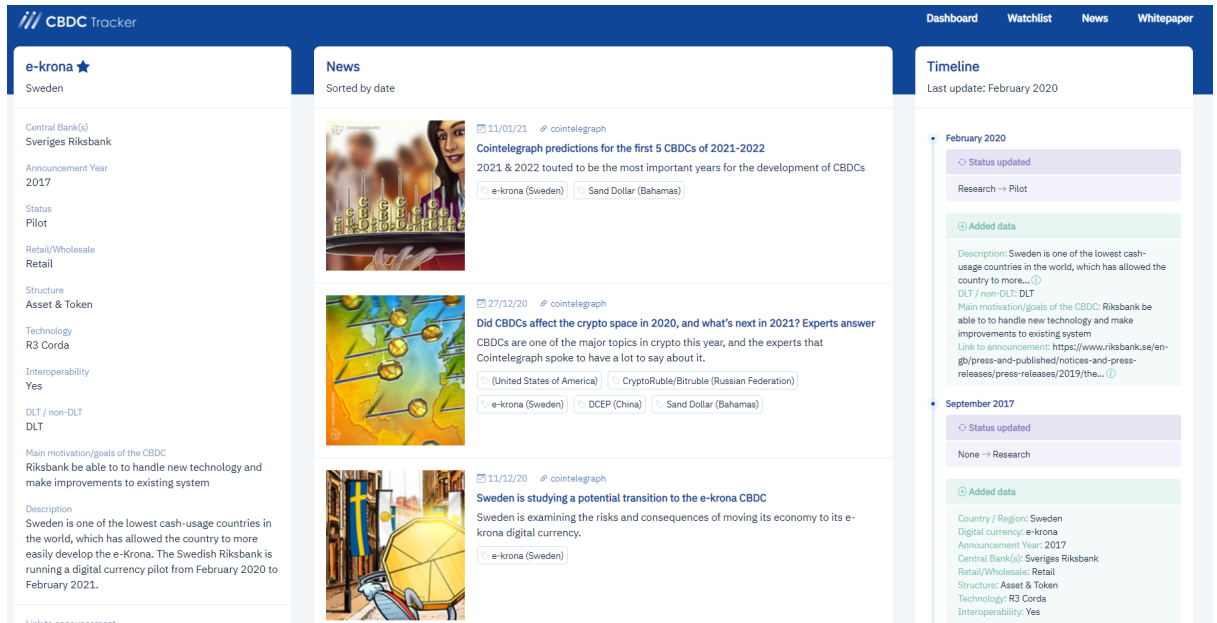 CBDC Tracker
Dashboard
Watchlist
News
Whitepaper
e-krona
Sweden
Central Bank(s)
Sveriges Riksbank
Announcement Year
2017
Status
Pilot
Retail/Wholesale
Retail
Structure
Asset & Token
Technology
R3 Corda
Interoperability
Yes
DLT / non-DLT
DLT
Main motivation/goals of the CBDC
Riksbank be able to to handle new technology and
make improvements to existing system
Description
Sweden is one of the lowest cash-usage countries in
the world, which has allowed the country to more
easily develop the e-Krona. The Swedish Riksbank is
running a digital currency pilot from February 2020 to
February 2021.
News
Sorted by date
11/01/21 cointelegraph
Cointelegraph predictions for the first 5 CBDCs of 2021-2022
2021 & 2022 touted to be the most important years for the development of CBDCs
e-krona (Sweden) Sand Dollar (Bahamas)
27/12/20 cointelegraph
Did CBDCs affect the crypto space in 2020, and what's next in 2021? Experts answer
CBDCs are one of the major topics in crypto this year, and the experts that
Cointelegraph spoke to have a lot to say about it.
(United States of America) CryptoRuble/Bitruble (Russian Federation)
e-krona (Sweden) DCEP (China) Sand Dollar (Bahamas)
11/12/20 cointelegraph
Sweden is studying a potential transition to the e-krona CBDC
Sweden is examining the risks and consequences of moving its economy to its e-
krona digital currency.
e-krona (Sweden)
Timeline
Last update: February 2020
February 2020
Status updated
Research → Pilot
Added data
Description: Sweden is one of the lowest cash-
usage countries in the world, which has allowed the
country to more...
DLT / non-DLT: DLT
Main motivation/goals of the CBDC: Riksbank be
able to to handle new technology and make
improvements to existing system
Link to announcement: https://www.riksbank.se/en-
gb/press-and-published/notices-and-press-
releases/press-releases/2019/the...
September 2017
Status updated
None → Research
Added data
Country / Region: Sweden
Digital currency: e-krona
Announcement Year: 2017
Central Bank(s): Sveriges Riksbank
Retail/Wholesale: Retail
Structure: Asset & Token
Technology: R3 Corda
Interoperability: Yes